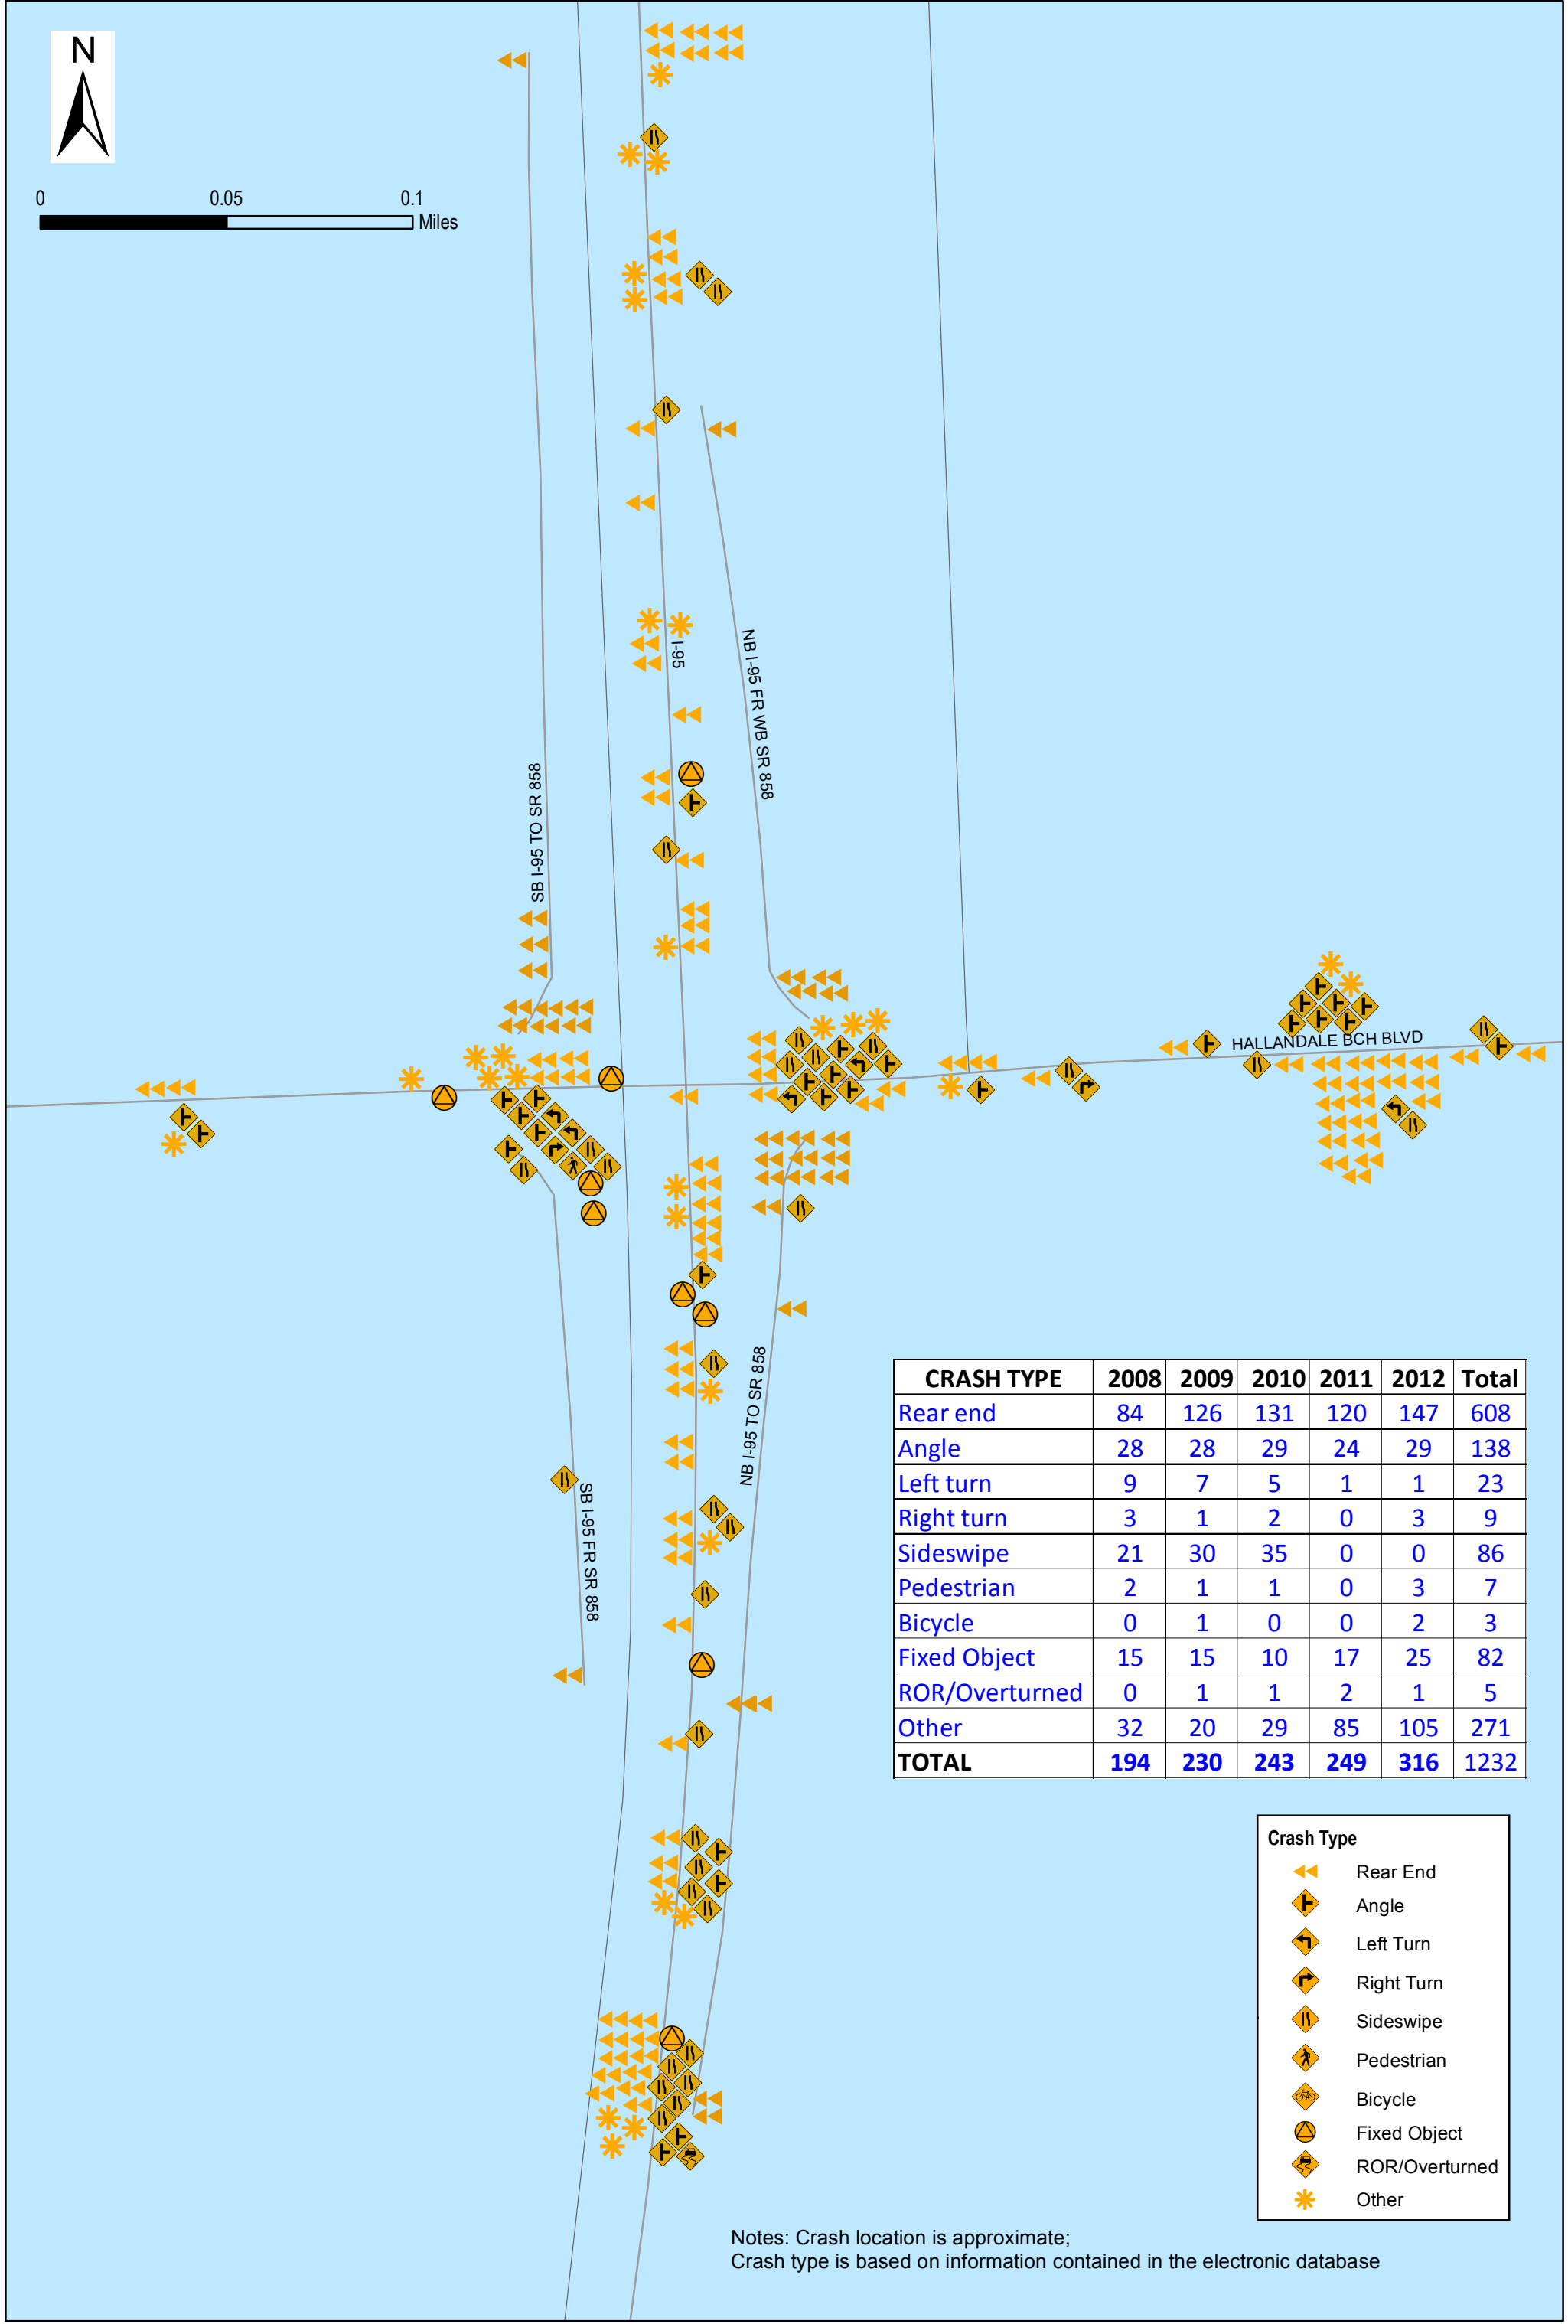 N
0 0.05 0.1
Miles
I-95
NB I-95 FR WB SR 858
SB I-95 TO SR 858
HALLANDALE BCH BLVD
NB I-95 TO SR 858
SB I-95 FR SR 858
CRASH TYPE 2008 2009 2010 2011 2012 Total
Rear end 84 126 131 120 147 608
Angle 28 28 29 24 29 138
Left turn 9 7 5 1 1 23
Right turn 3 1 2 0 3 9
Sideswipe 21 30 35 0 0 86
Pedestrian 2 1 1 0 3 7
Bicycle 0 1 0 0 2 3
Fixed Object 15 15 10 17 25 82
ROR/Overturned 0 1 1 2 1 5
Other 32 20 29 85 105 271
TOTAL 194 230 243 249 316 1232
Crash Type
Rear End
Angle
Left Turn
Right Turn
Sideswipe
Pedestrian
Bicycle
Fixed Object
ROR/Overturned
Other
Notes: Crash location is approximate;
Crash type is based on information contained in the electronic database